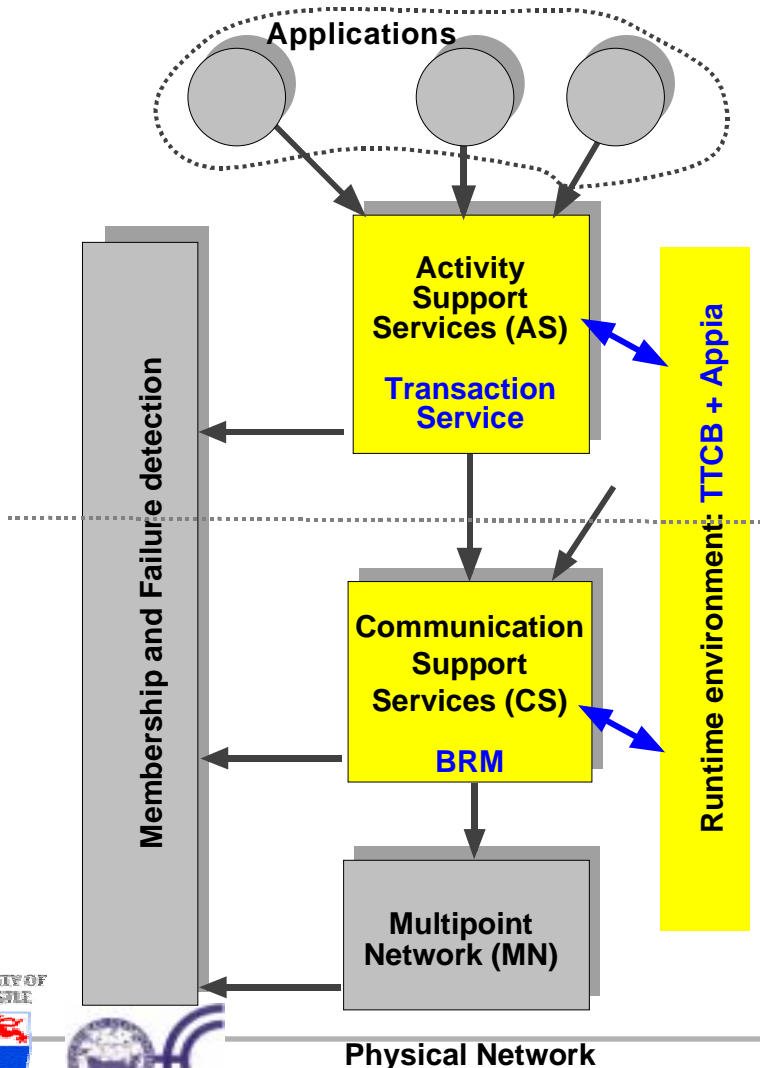 Applications
Activity
Support
Services (AS)
Transaction
Service
Membership and Failure detection
Runtime environment: TTCB + Appia
Communication
Support
Services (CS)
BRM
Multipoint
Network (MN)
Physical Network